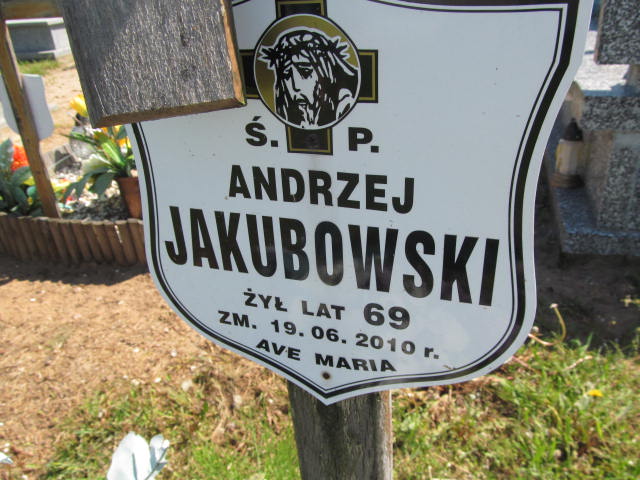 Ś. P.
ANDRZEJ
JAKUBOWSKI
ŻYŁ LAT 69
ZM. 19.06.2010 r.
AVE MARIA